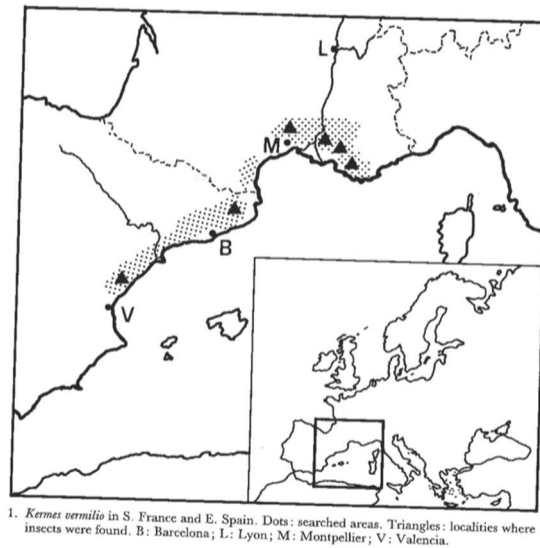 L
M
B
V
1. Kermes vermilio in S. France and E. Spain. Dots: searched areas. Triangles: localities where
insects were found. B: Barcelona; L: Lyon; M: Montpellier; V: Valencia.